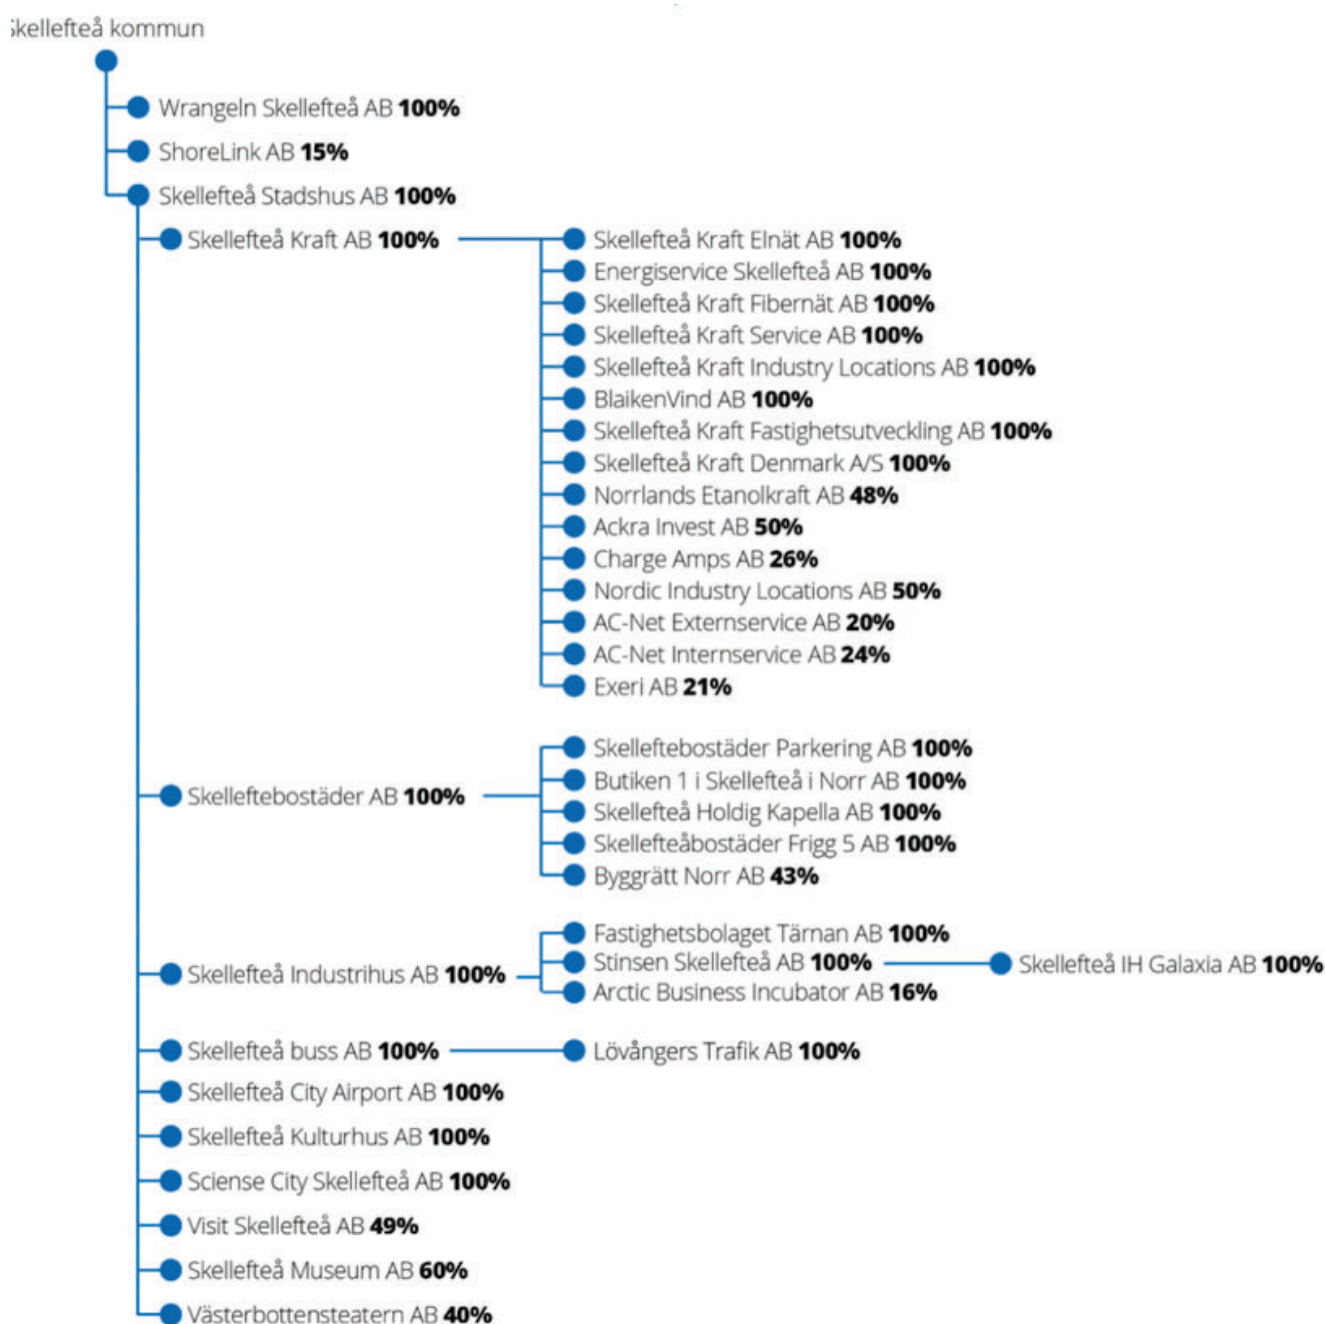 Skellefteå kommun
Wrangeln Skellefteå AB 100%
ShoreLink AB 15%
Skellefteå Stadshus AB 100%
Skellefteå Kraft AB 100%
Skellefteå Kraft Elnät AB 100%
Energiservice Skellefteå AB 100%
Skellefteå Kraft Fibernät AB 100%
Skellefteå Kraft Service AB 100%
Skellefteå Kraft Industry Locations AB 100%
BlaikenVind AB 100%
Skellefteå Kraft Fastighetsutveckling AB 100%
Skellefteå Kraft Denmark A/S 100%
Norrlands Etanolkraft AB 48%
Ackra Invest AB 50%
Charge Amps AB 26%
Nordic Industry Locations AB 50%
AC-Net Externservice AB 20%
AC-Net Internservice AB 24%
Exeri AB 21%
Skelleftebostäder AB 100%
Skelleftebostäder Parkering AB 100%
Butiken 1 i Skellefteå i Norr AB 100%
Skellefteå Holdig Kapella AB 100%
Skellefteåbostäder Frigg 5 AB 100%
Byggrätt Norr AB 43%
Skellefteå Industrihus AB 100%
Fastighetsbolaget Tärnan AB 100%
Stinsen Skellefteå AB 100%
Skellefteå IH Galaxia AB 100%
Arctic Business Incubator AB 16%
Skellefteå buss AB 100%
Lövångers Trafik AB 100%
Skellefteå City Airport AB 100%
Skellefteå Kulturhus AB 100%
Sciense City Skellefteå AB 100%
Visit Skellefteå AB 49%
Skellefteå Museum AB 60%
Västerbottensteatern AB 40%